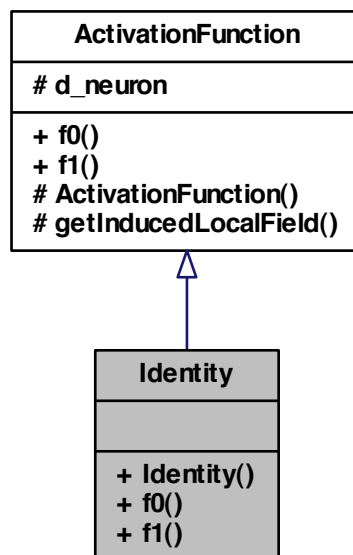 ActivationFunction
# d_neuron
+ f0()
+ f1()
# ActivationFunction()
# getInducedLocalField()
Identity
+ Identity()
+ f0()
+ f1()